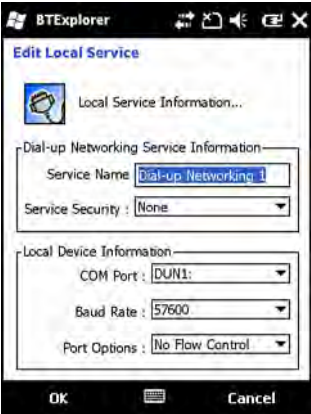 BTExplorer
Edit Local Service
Local Service Information...
Dial-up Networking Service Information
Service Name Dial-up Networking 1
Service Security : None
Local Device Information
COM Port : DUN1:
Baud Rate : 57600
Port Options : No Flow Control
OK Cancel